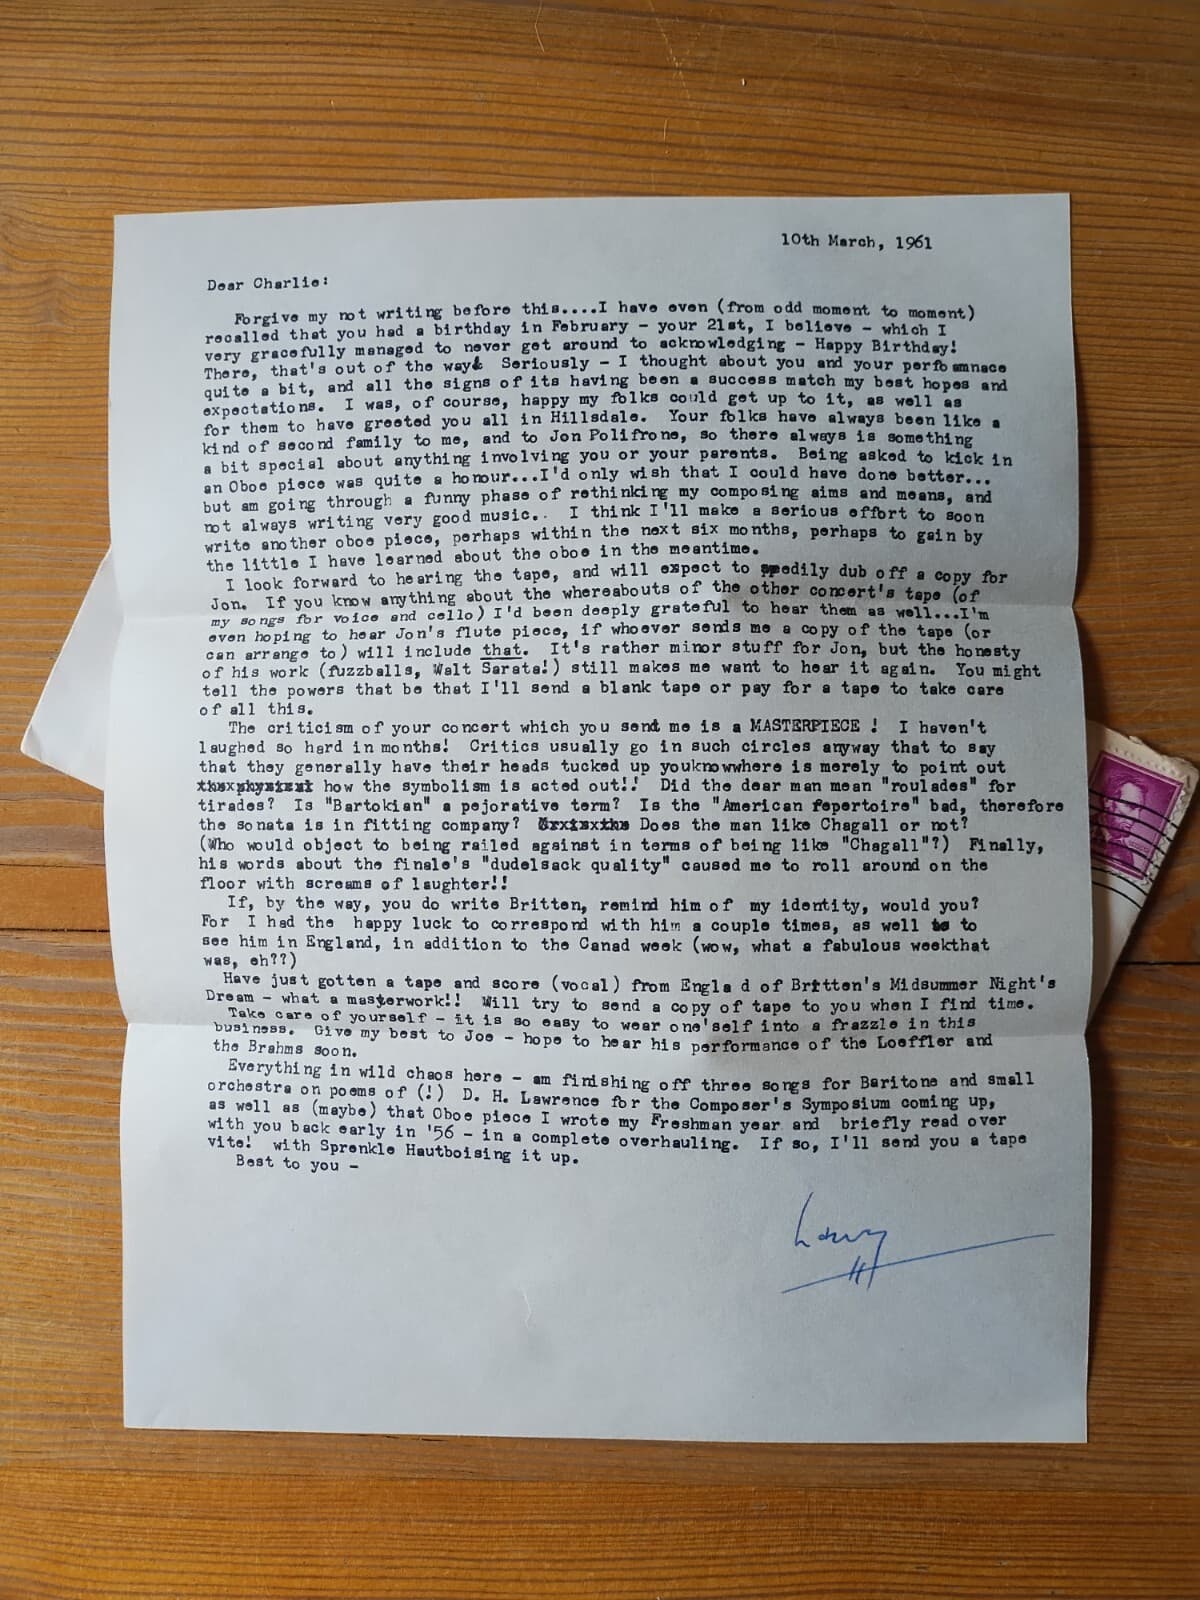 10th March, 1961
Dear Charlie:
Forgive my not writing before this....I have even (from odd moment to moment)
recalled that you had a birthday in February - your 21st, I believe - which I
very gracefully managed to never get around to acknowledging - Happy Birthday!
There, that's out of the way& Seriously - I thought about you and your perfoamnace
quite a bit, and all the signs of its having been a success match my best hopes and
expectations. I was, of course, happy my folks could get up to it, as well as
for them to have greeted you all in Hillsdale. Your folks have always been like a
kind of second family to me, and to Jon Polifrone, so there always is something
a bit special about anything involving you or your parents. Being asked to kick in
an Oboe piece was quite a honour...I'd only wish that I could have done better...
but am going through a funny phase of rethinking my composing aims and means, and
not always writing very good music.. I think I'll make a serious effort to soon
write another oboe piece, perhaps within the next six months, perhaps to gain by
the little I have learned about the oboe in the meantime.
I look forward to hearing the tape, and will expect to speedily dub off a copy for
Jon. If you know anything about the whereabouts of the other concert's tape (of
my songs for voice and cello) I'd been deeply grateful to hear them as well...I'm
even hoping to hear Jon's flute piece, if whoever sends me a copy of the tape (or
can arrange to) will include that. It's rather minor stuff for Jon, but the honesty
of his work (fuzzballs, Walt Sarata!) still makes me want to hear it again. You might
tell the powers that be that I'll send a blank tape or pay for a tape to take care
of all this.
The criticism of your concert which you send me is a MASTERPIECE ! I haven't
laughed so hard in months! Critics usually go in such circles anyway that to say
that they generally have their heads tucked up youknowwhere is merely to point out
how the symbolism is acted out!! Did the dear man mean "roulades" for
tirades? Is "Bartokian" a pejorative term? Is the "American repertoire" bad, therefore
the sonata is in fitting company? Does the man like Chagall or not?
(Who would object to being railed against in terms of being like "Chagall"?) Finally,
his words about the finale's "dudelsack quality" caused me to roll around on the
floor with screams of laughter!!
If, by the way, you do write Britten, remind him of my identity, would you?
For I had the happy luck to correspond with him a couple times, as well as to
see him in England, in addition to the Canad week (wow, what a fabulous weekthat
was, eh??)
Have just gotten a tape and score (vocal) from Engla d of Britten's Midsummer Night's
Dream - what a masterwork!! Will try to send a copy of tape to you when I find time.
Take care of yourself - it is so easy to wear one'self into a frazzle in this
business. Give my best to Joe - hope to hear his performance of the Loeffler and
the Brahms soon.
Everything in wild chaos here - am finishing off three songs for Baritone and small
orchestra on poems of (!) D. H. Lawrence for the Composer's Symposium coming up,
as well as (maybe) that Oboe piece I wrote my Freshman year and briefly read over
with you back early in '56 - in a complete overhauling. If so, I'll send you a tape
vite! with Sprenkle Hautboising it up.
Best to you -